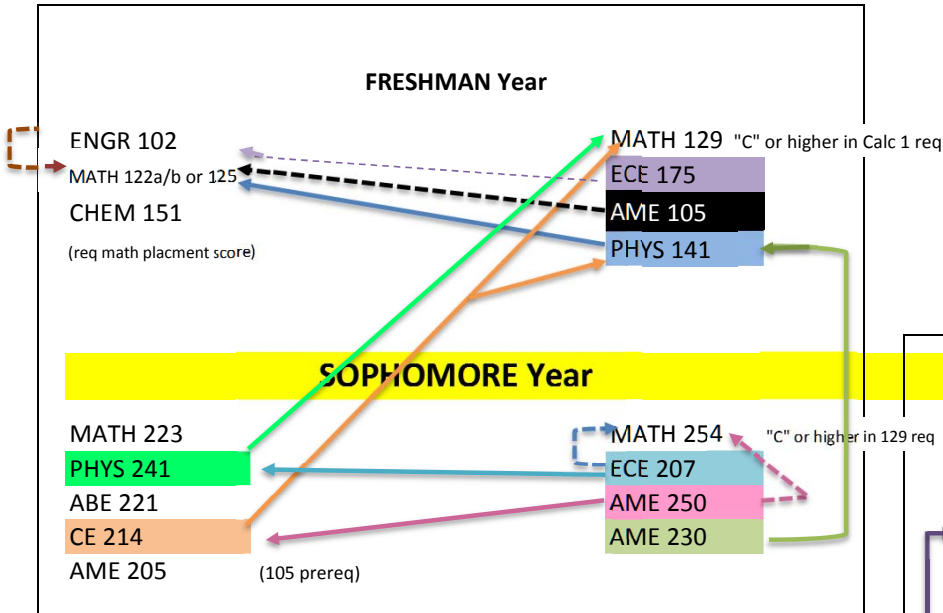 FRESHMAN Year
ENGR 102
MATH 122a/b or 125
CHEM 151
(req math placment score)
MATH 129 "C" or higher in Calc 1 req
ECE 175
AME 105
PHYS 141
SOPHOMORE Year
MATH 223
PHYS 241
ABE 221
CE 214
AME 205 (105 prereq)
MATH 254 "C" or higher in 129 req
ECE 207
AME 250
AME 230